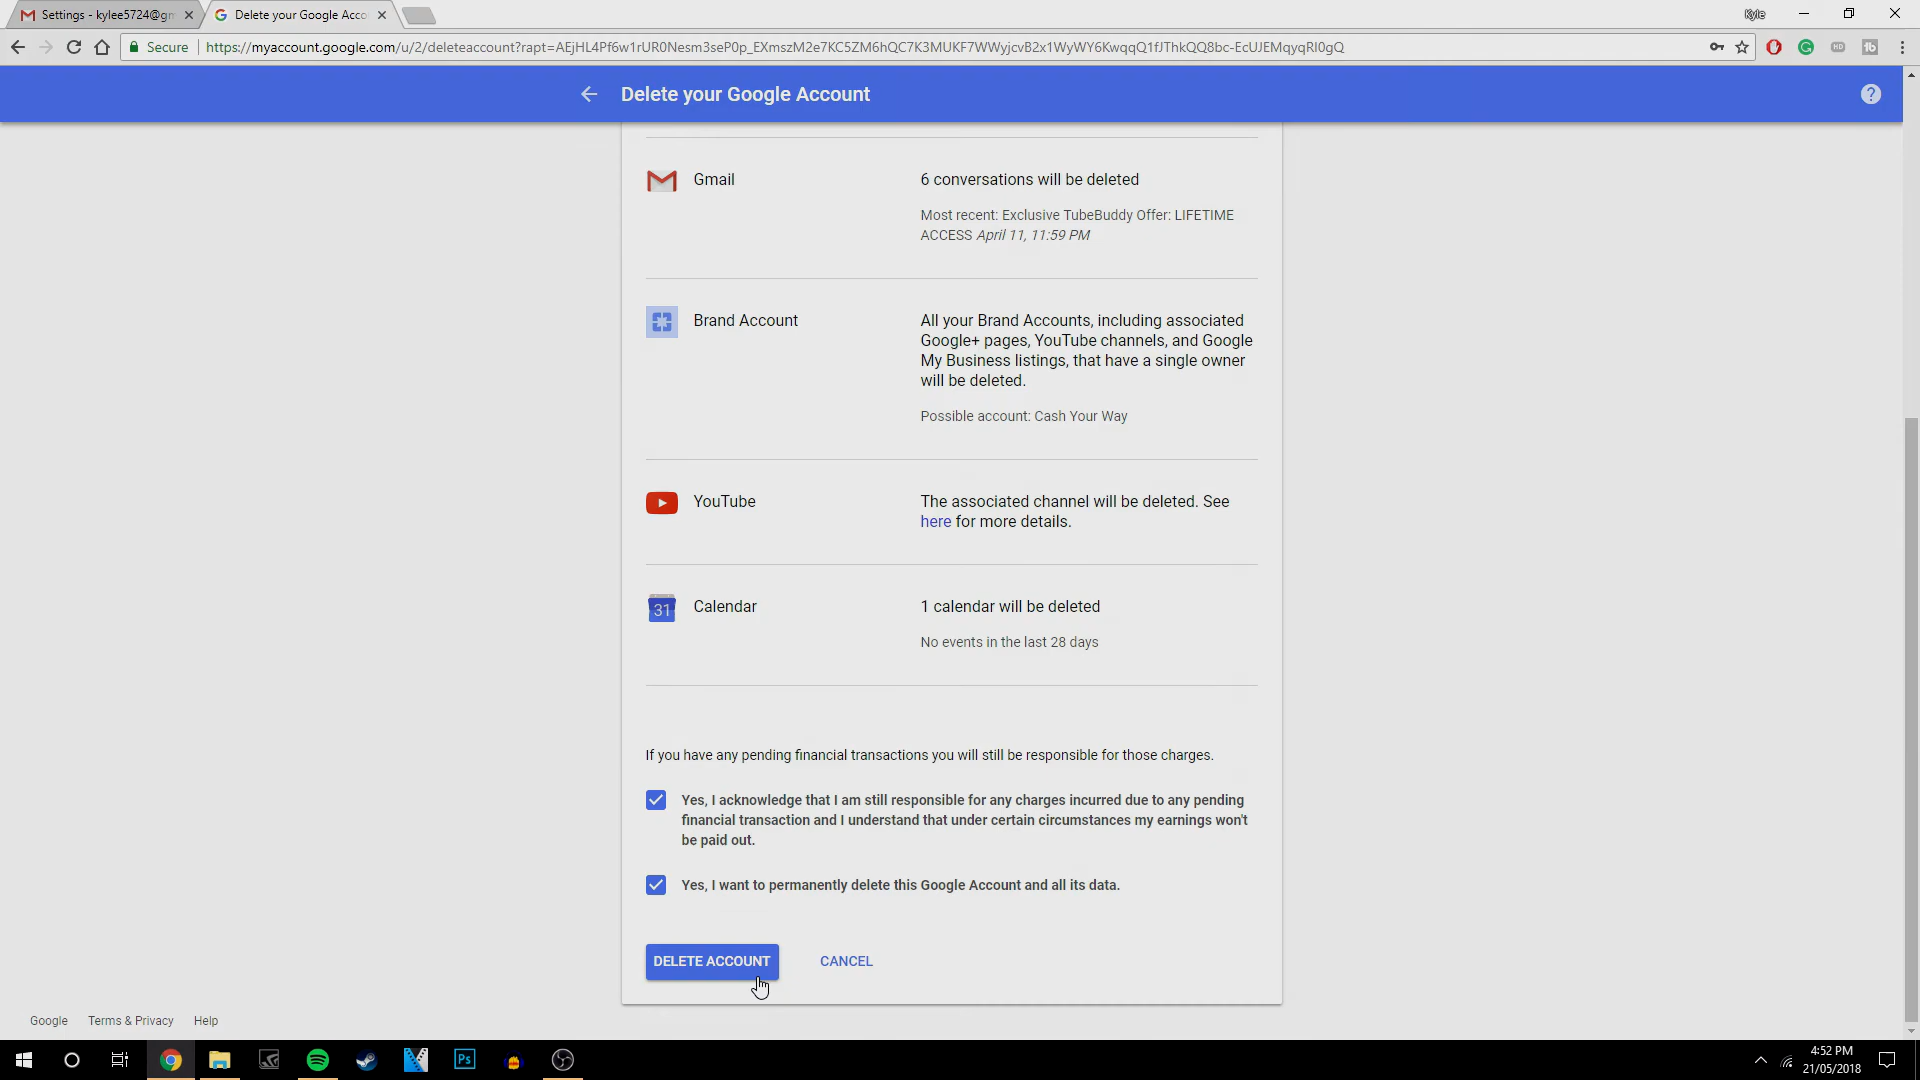 Settings - kylee5724@gm
Delete your Google Acco
Kyle
Secure
https://myaccount.google.com/u/2/deleteaccount?rapt=AEjHL4Pf6w1rUR0Nesm3seP0p_EXmszM2e7KC5ZM6hQC7K3MUKF7WWyjcvB2x1WyWY6KwqqQ1fJThkQQ8bc-EcUJEMqyqRI0gQ
Delete your Google Account
Gmail
6 conversations will be deleted
Most recent: Exclusive TubeBuddy Offer: LIFETIME
ACCESS April 11, 11:59 PM
Brand Account
All your Brand Accounts, including associated
Google+ pages, YouTube channels, and Google
My Business listings, that have a single owner
will be deleted.
Possible account: Cash Your Way
YouTube
The associated channel will be deleted. See
here for more details.
31
Calendar
1 calendar will be deleted
No events in the last 28 days
If you have any pending financial transactions you will still be responsible for those charges.
Yes, I acknowledge that I am still responsible for any charges incurred due to any pending
financial transaction and I understand that under certain circumstances my earnings won't
be paid out.
Yes, I want to permanently delete this Google Account and all its data.
DELETE ACCOUNT
CANCEL
Google
Terms & Privacy
Help
Ps
4:52 PM
21/05/2018